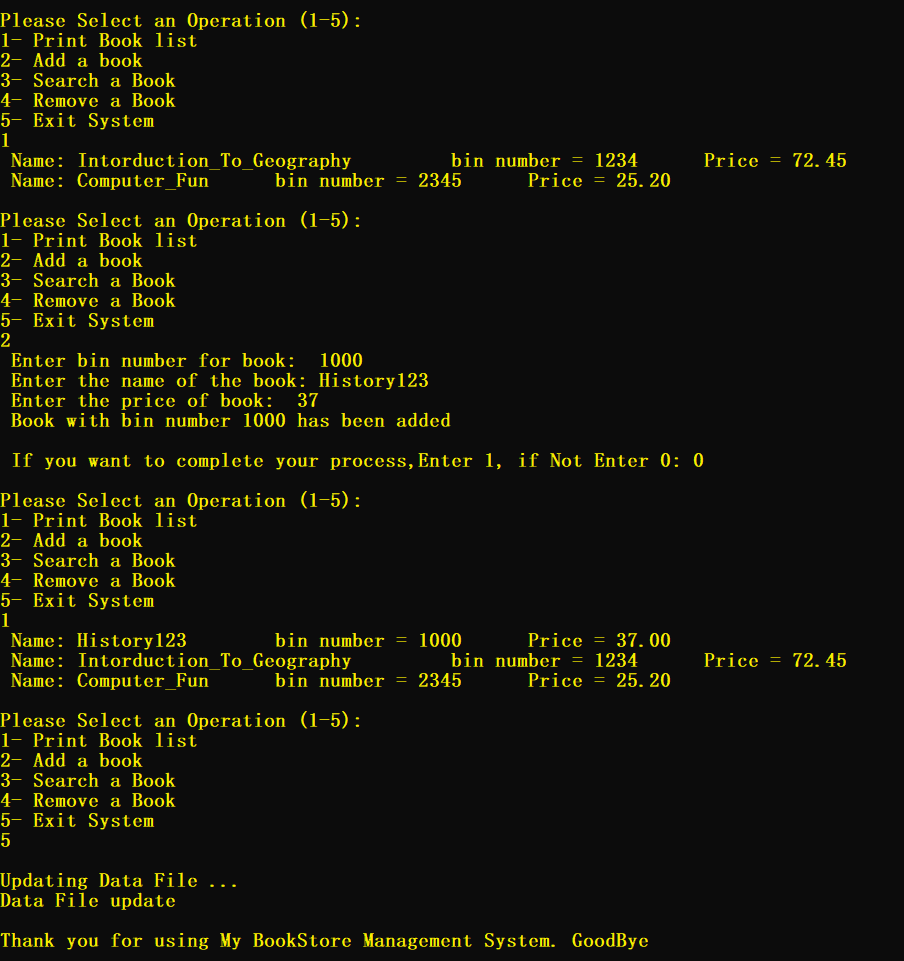 Please Select an Operation (1-5):
1- Print Book list
2- Add a book
3- Search a Book
4- Remove a Book
5- Exit System
1
Name: Intorduction_To_Geography bin number = 1234 Price = 72.45
Name: Computer_Fun bin number = 2345 Price = 25.20
Please Select an Operation (1-5):
1- Print Book list
2- Add a book
3- Search a Book
4- Remove a Book
5- Exit System
2
Enter bin number for book: 1000
Enter the name of the book: History123
Enter the price of book: 37
Book with bin number 1000 has been added
If you want to complete your process,Enter 1, if Not Enter 0: 0
Please Select an Operation (1-5):
1- Print Book list
2- Add a book
3- Search a Book
4- Remove a Book
5- Exit System
1
Name: History123 bin number = 1000 Price = 37.00
Name: Intorduction_To_Geography bin number = 1234 Price = 72.45
Name: Computer_Fun bin number = 2345 Price = 25.20
Please Select an Operation (1-5):
1- Print Book list
2- Add a book
3- Search a Book
4- Remove a Book
5- Exit System
5
Updating Data File ...
Data File update
Thank you for using My BookStore Management System. GoodBye